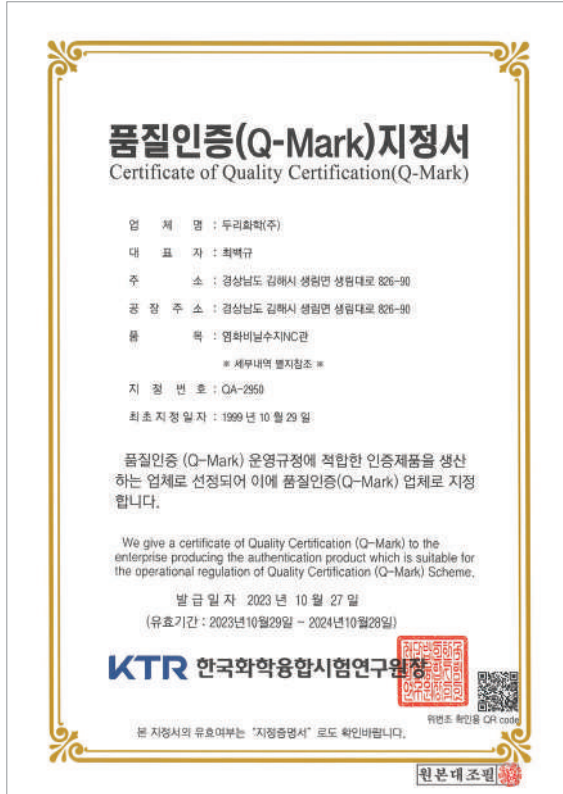 품질인증(Q-Mark)지정서
Certificate of Quality Certification(Q-Mark)
업 체 명 : 두리화학(주)
대 표 자 : 최백규
주 소 : 경상남도 김해시 생림면 생림대로 826-90
공 장 주 소 : 경상남도 김해시 생림면 생림대로 826-90
품 목 : 염화비닐수지NC관
※ 세부내역 별지참조 ※
지 정 번 호 : QA-2950
최초지정일자 : 1999 년 10 월 29 일
품질인증 (Q-Mark) 운영규정에 적합한 인증제품을 생산
하는 업체로 선정되어 이에 품질인증(Q-Mark) 업체로 지정
합니다.
We give a certificate of Quality Certification (Q-Mark) to the
enterprise producing the authentication product which is suitable for
the operational regulation of Quality Certification (Q-Mark) Scheme.
발급일자 2023 년 10 월 27 일
(유효기간 : 2023년10월29일 ~ 2024년10월28일)
KTR 한국화학융합시험연구원장
위변조 확인용 QR code
본 지정서의 유효여부는 "지정증명서" 로도 확인바랍니다.
원본대조필